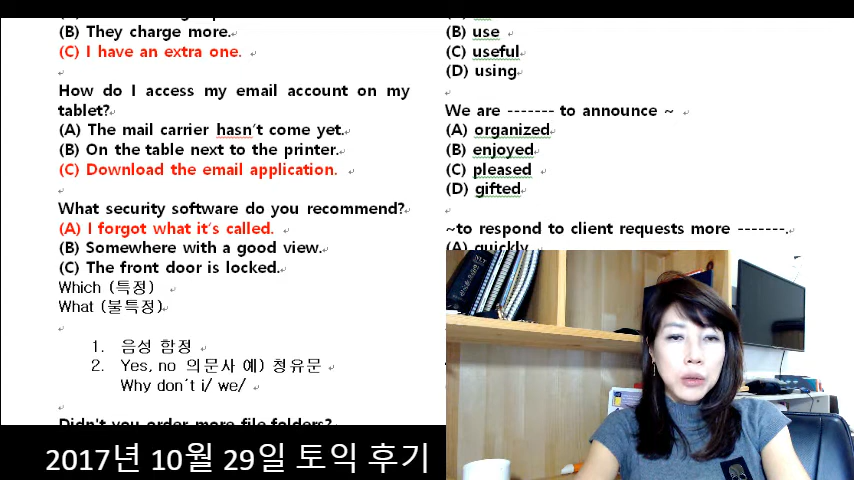 (B) They charge more.
(C) I have an extra one.
How do I access my email account on my
tablet?
(A) The mail carrier hasn't come yet.
(B) On the table next to the printer.
(C) Download the email application.
What security software do you recommend?
(A) I forgot what it's called.
(B) Somewhere with a good view.
(C) The front door is locked.
Which (특정)
What (불특정)
1. 음성 함정
2. Yes, no 의문사 예) 청유문
Why don't i/ we/
Didn't you order more file folders?
(B) use
(C) useful
(D) using
We are ------- to announce ~
(A) organized
(B) enjoyed
(C) pleased
(D) gifted
~to respond to client requests more -------.
(A) quickly
2017년 10월 29일 토익 후기